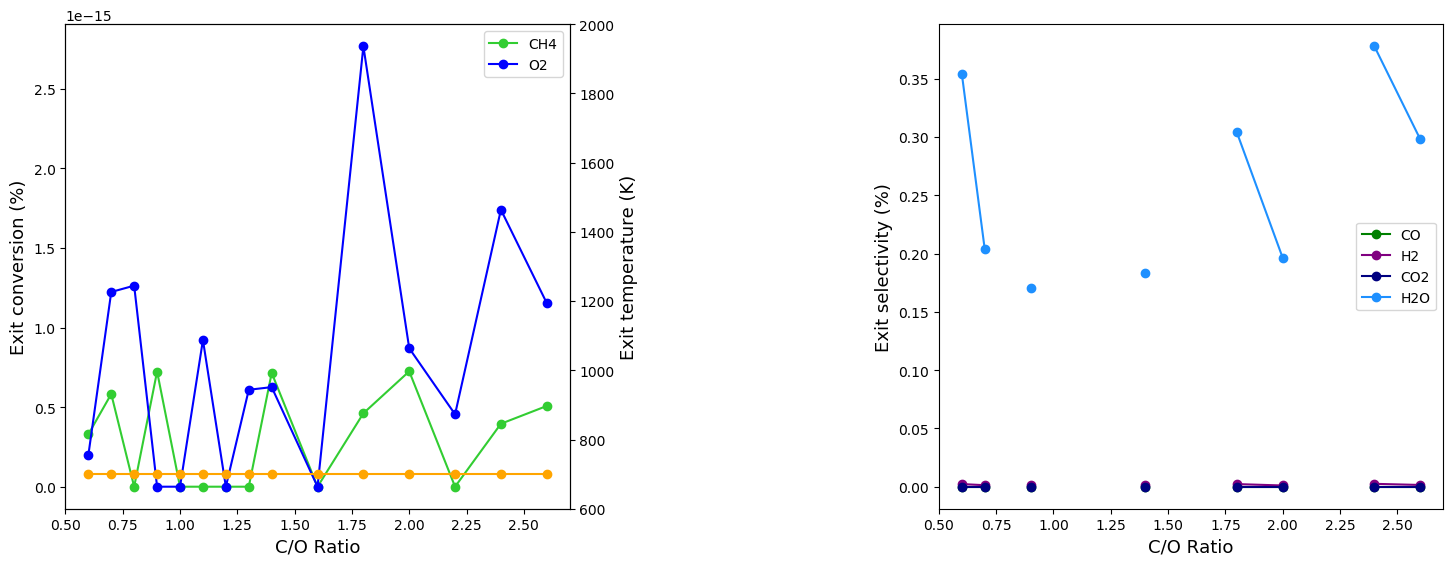 1e−15
Exit conversion (%)
2.5
2.0
1.5
1.0
0.5
0.0
0.50 0.75 1.00 1.25 1.50 1.75 2.00 2.25 2.50
C/O Ratio
CH4
O2
2000
1800
1600
1400
1200
1000
800
600
Exit temperature (K)
Exit selectivity (%)
0.35
0.30
0.25
0.20
0.15
0.10
0.05
0.00
0.50 0.75 1.00 1.25 1.50 1.75 2.00 2.25 2.50
C/O Ratio
CO
H2
CO2
H2O